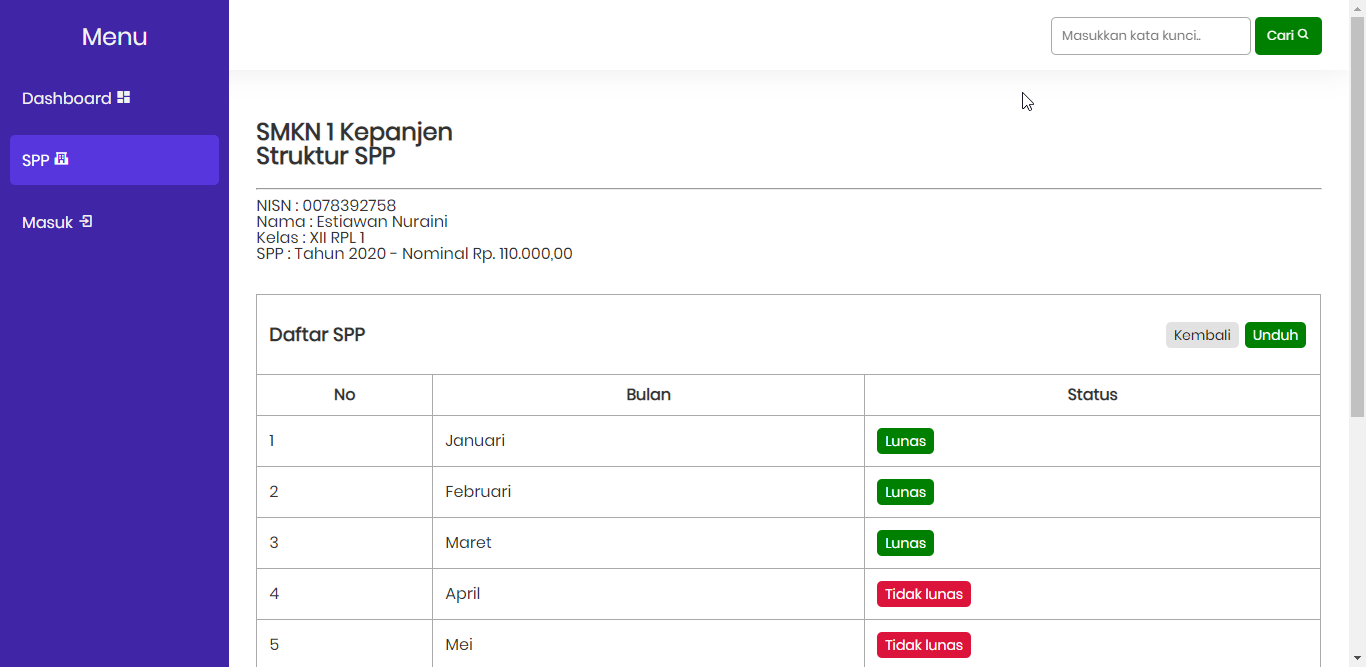 Menu
Dashboard
SPP
Masuk
Masukkan kata kunci..
Cari
SMKN 1 Kepanjen
Struktur SPP
NISN : 0078392758
Nama : Estiawan Nuraini
Kelas : XII RPL 1
SPP : Tahun 2020 - Nominal Rp. 110.000,00
Daftar SPP
Kembali Unduh
No Bulan Status
1 Januari Lunas
2 Februari Lunas
3 Maret Lunas
4 April Tidak lunas
5 Mei Tidak lunas